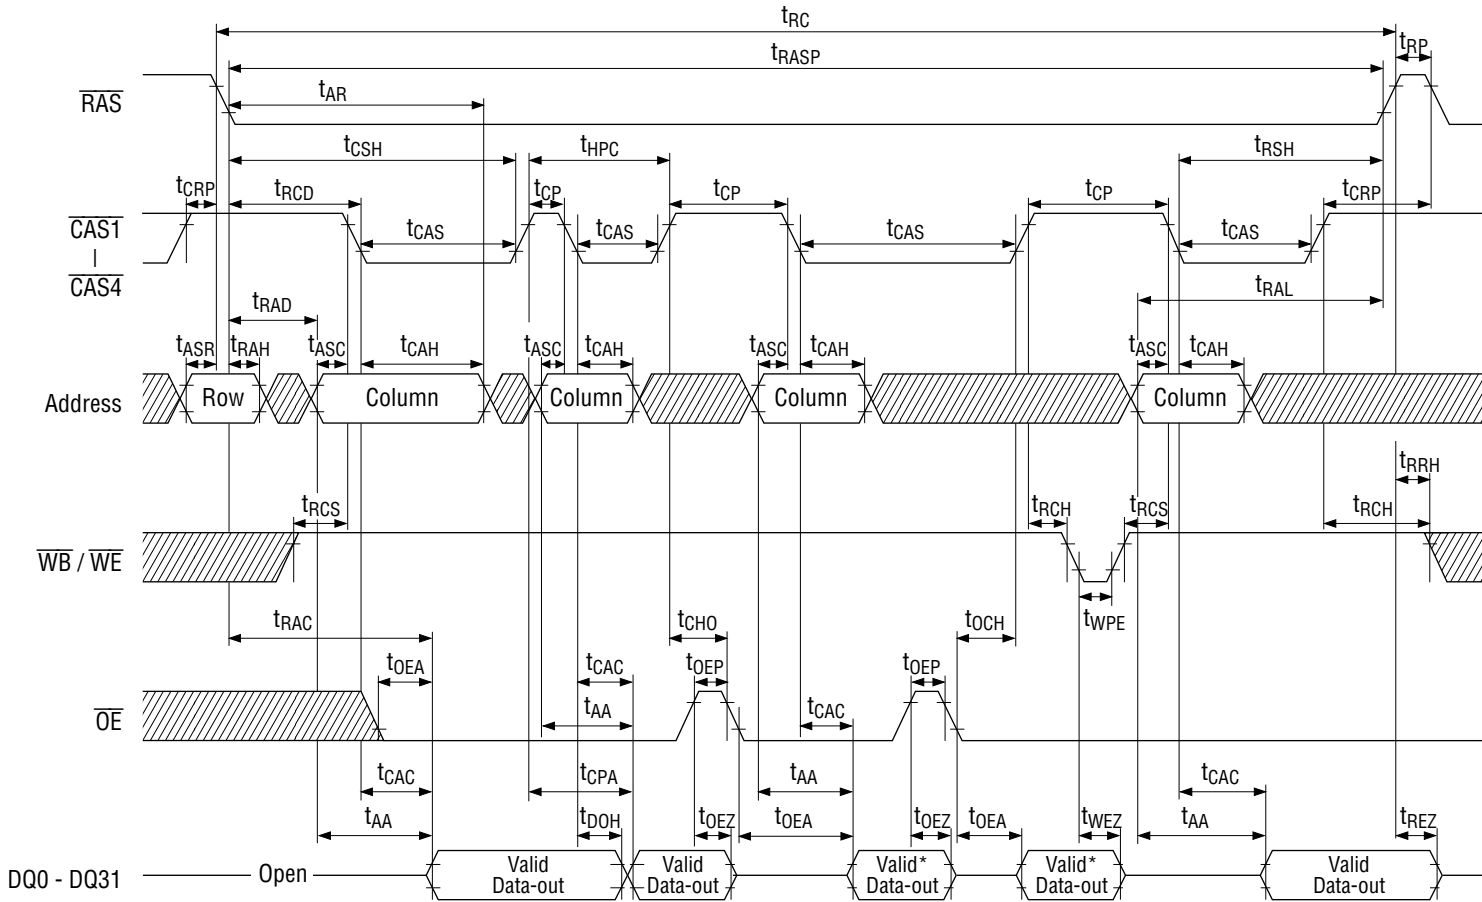 tRC
tRASP tRP
RAS tAR
tCSH tHPC tRSH
tCRP tRCD tCP tCP tCP tCRP
CAS1 tCAS tCAS tCAS tCAS
CAS4
tRAD tRAL
tASR tRAH tASC tCAH tASC tCAH tASC tCAH tASC tCAH
Address Row Column Column Column Column
tRRH
tRCS tRCH tRCS tRCH
WB / WE
tRAC tCHO tOCH tWPE
tOEA tCAC tOEP tOEP
OE tAA tCAC
tCAC tCPA tAA tCAC
tAA tDOH tOEZ tOEA tOEZ tOEA tWEZ tAA tREZ
DQ0 - DQ31 Open Valid Data-out Valid Data-out Valid* Data-out Valid* Data-out Valid Data-out